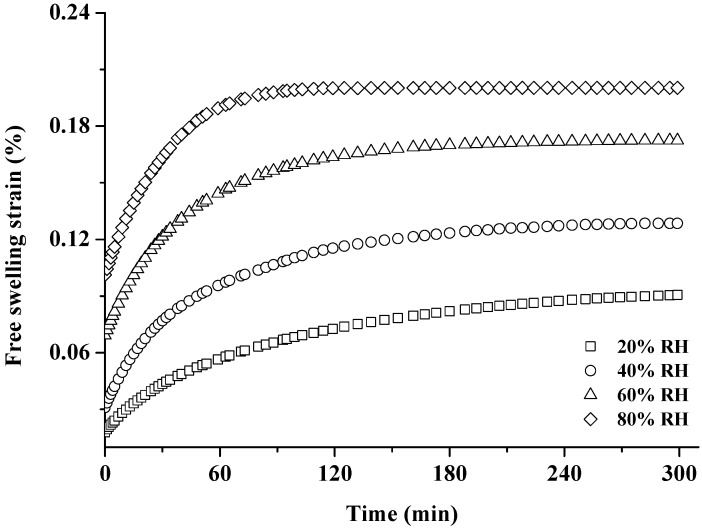 Free swelling strain (%)
0.24
0.18
0.12
0.06
20% RH
40% RH
60% RH
80% RH
0 60 120 180 240 300
Time (min)